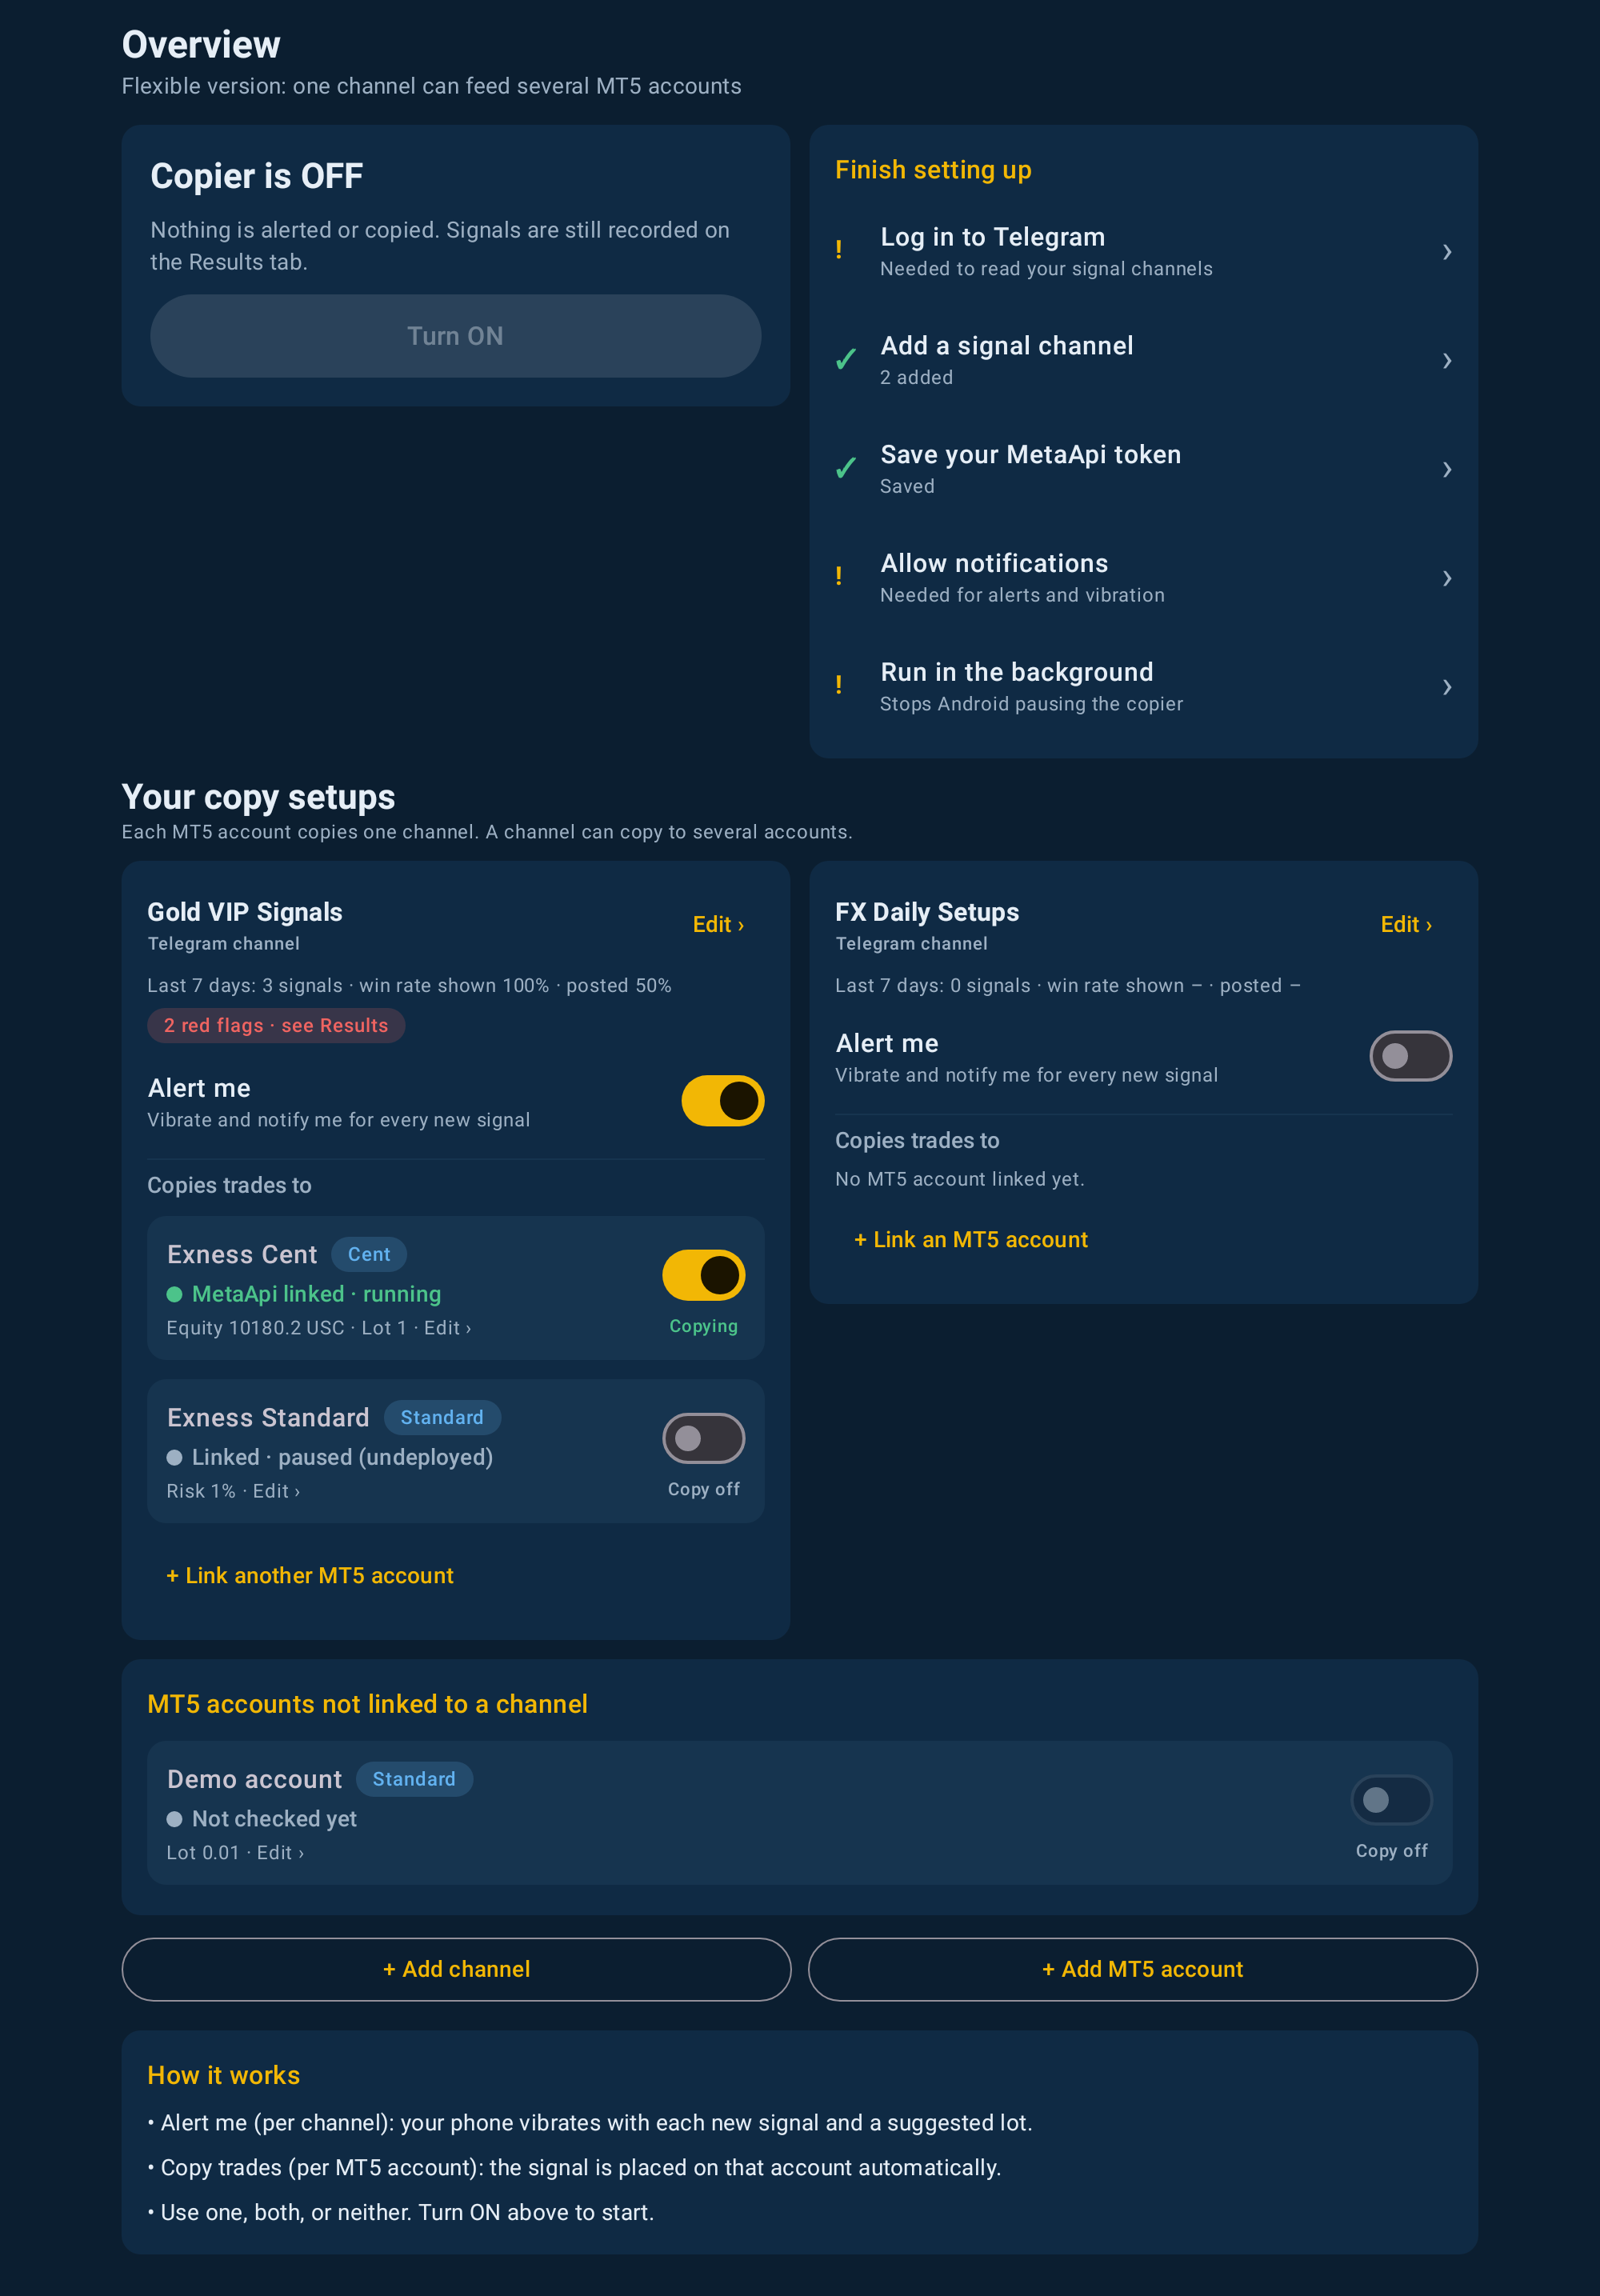 Overview
Flexible version: one channel can feed several MT5 accounts
Copier is OFF
Nothing is alerted or copied. Signals are still recorded on
the Results tab.
Turn ON
Finish setting up
! Log in to Telegram ›
Needed to read your signal channels
✓ Add a signal channel ›
2 added
✓ Save your MetaApi token ›
Saved
! Allow notifications ›
Needed for alerts and vibration
! Run in the background ›
Stops Android pausing the copier
Your copy setups
Each MT5 account copies one channel. A channel can copy to several accounts.
Gold VIP Signals
Edit ›
Telegram channel
Last 7 days: 3 signals · win rate shown 100% · posted 50%
2 red flags · see Results
Alert me
Vibrate and notify me for every new signal
Copies trades to
Exness Cent Cent
MetaApi linked · running
Equity 10180.2 USC · Lot 1 · Edit ›
Copying
Exness Standard Standard
Linked · paused (undeployed)
Risk 1% · Edit ›
Copy off
+ Link another MT5 account
FX Daily Setups
Edit ›
Telegram channel
Last 7 days: 0 signals · win rate shown – · posted –
Alert me
Vibrate and notify me for every new signal
Copies trades to
No MT5 account linked yet.
+ Link an MT5 account
MT5 accounts not linked to a channel
Demo account Standard
Not checked yet
Lot 0.01 · Edit ›
Copy off
+ Add channel
+ Add MT5 account
How it works
• Alert me (per channel): your phone vibrates with each new signal and a suggested lot.
• Copy trades (per MT5 account): the signal is placed on that account automatically.
• Use one, both, or neither. Turn ON above to start.